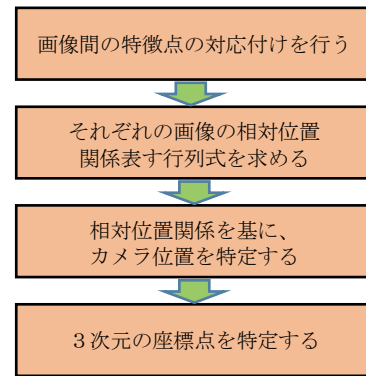 画像間の特徴点の対応付けを行う
それぞれの画像の相対位置
関係表す行列式を求める
相対位置関係を基に、
カメラ位置を特定する
３次元の座標点を特定する